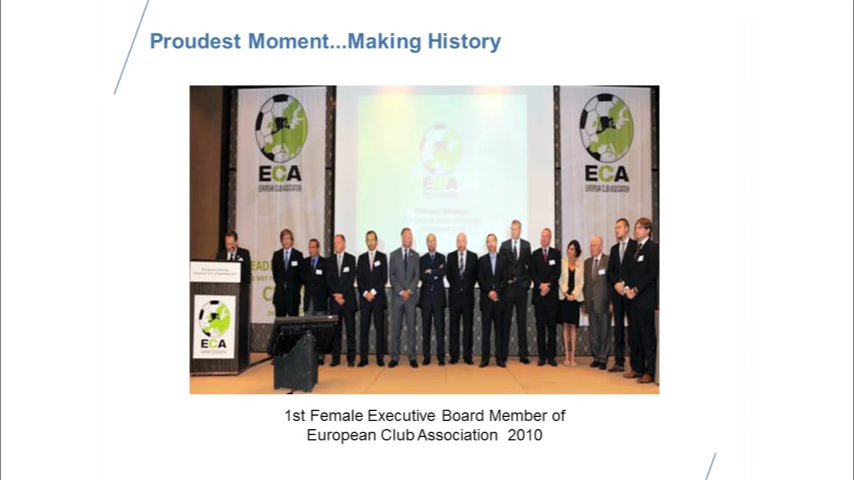 Proudest Moment...Making History
ECA
EUROPEAN CLUB ASSOCIATION
ECA
ECA
EUROPEAN CLUB ASSOCIATION
ECA
1st Female Executive Board Member of
European Club Association 2010